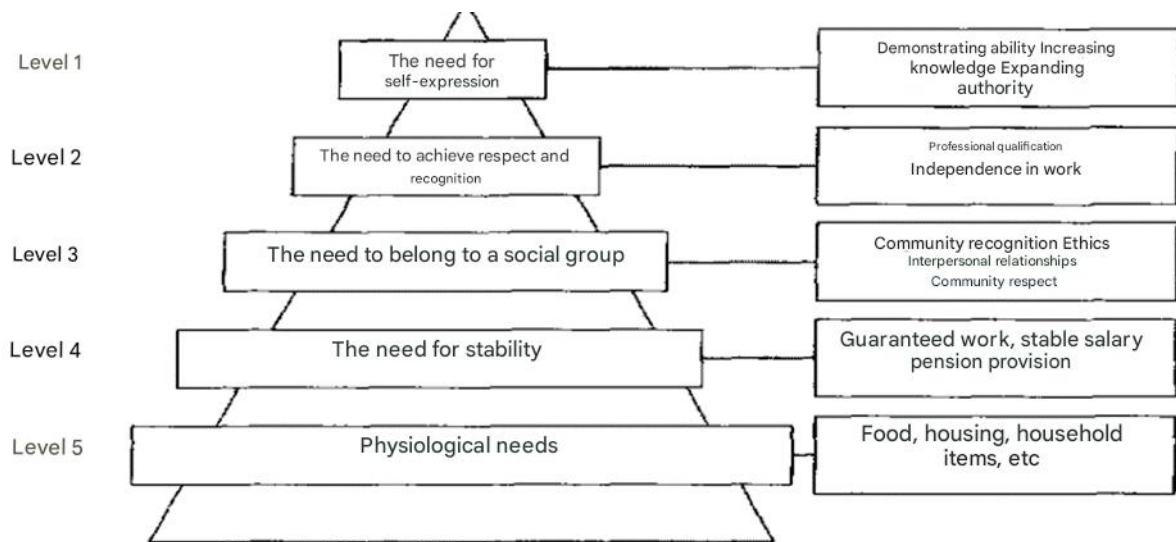 Level 1
The need for
self-expression
Demonstrating ability Increasing
knowledge Expanding
authority
Level 2
The need to achieve respect and
recognition
Professional qualification
Independence in work
Level 3
The need to belong to a social group
Community recognition Ethics
Interpersonal relationships
Community respect
Level 4
The need for stability
Guaranteed work, stable salary
pension provision
Level 5
Physiological needs
Food, housing, household
items, etc